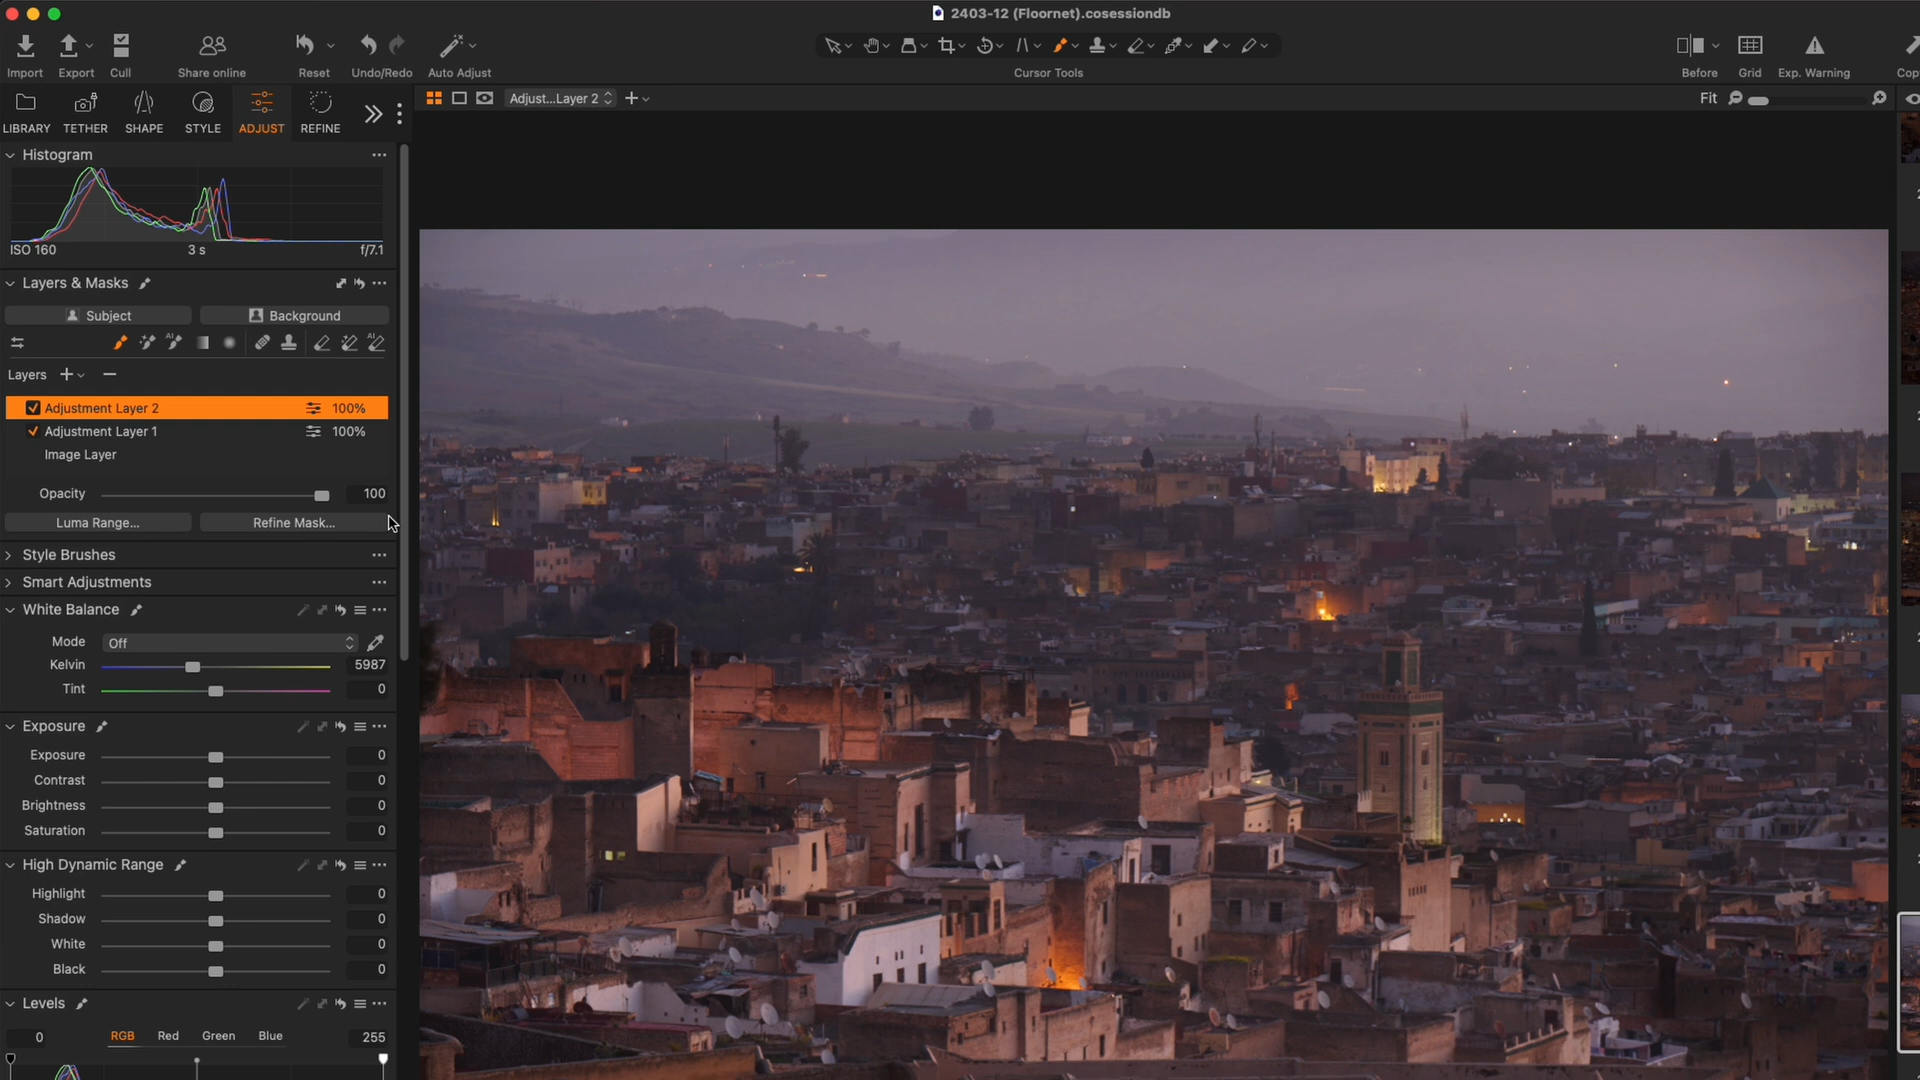 2403-12 (Floornet).cosessiondb
Import Export Cull Share online Reset Undo/Redo Auto Adjust Cursor Tools Before Grid Exp. Warning
LIBRARY TETHER SHAPE STYLE ADJUST REFINE
Adjust...Layer 2
Fit
Histogram
ISO 160 3 s f/7.1
Layers & Masks
Subject Background
AI AI
Layers
Adjustment Layer 2 100%
Adjustment Layer 1 100%
Image Layer
Opacity 100
Luma Range... Refine Mask...
Style Brushes
Smart Adjustments
White Balance
Mode Off
Kelvin 5987
Tint 0
Exposure
Exposure 0
Contrast 0
Brightness 0
Saturation 0
High Dynamic Range
Highlight 0
Shadow 0
White 0
Black 0
Levels
0 RGB Red Green Blue 255